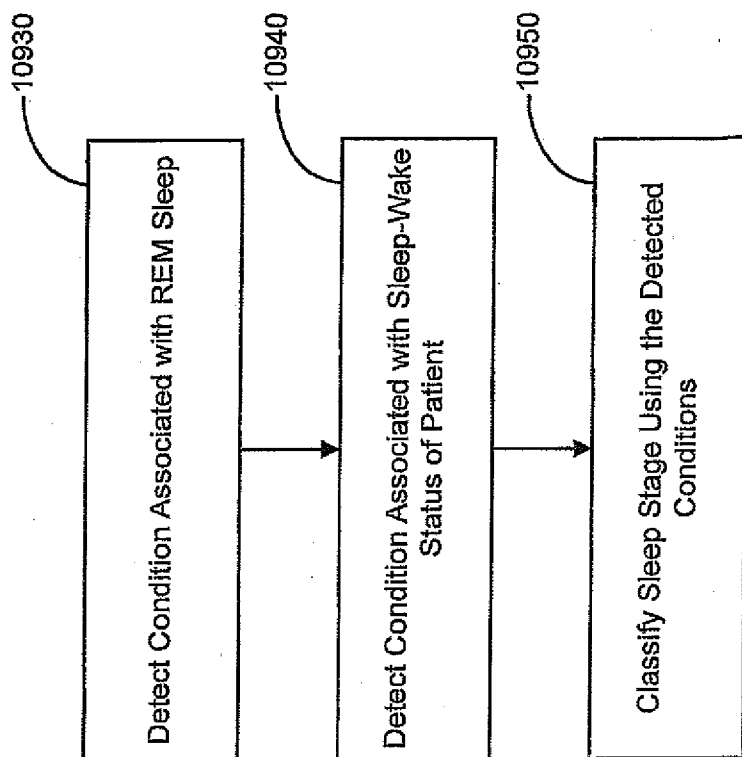 10930
Detect Condition Associated with REM Sleep
10940
Detect Condition Associated with Sleep-Wake
Status of Patient
10950
Classify Sleep Stage Using the Detected
Conditions